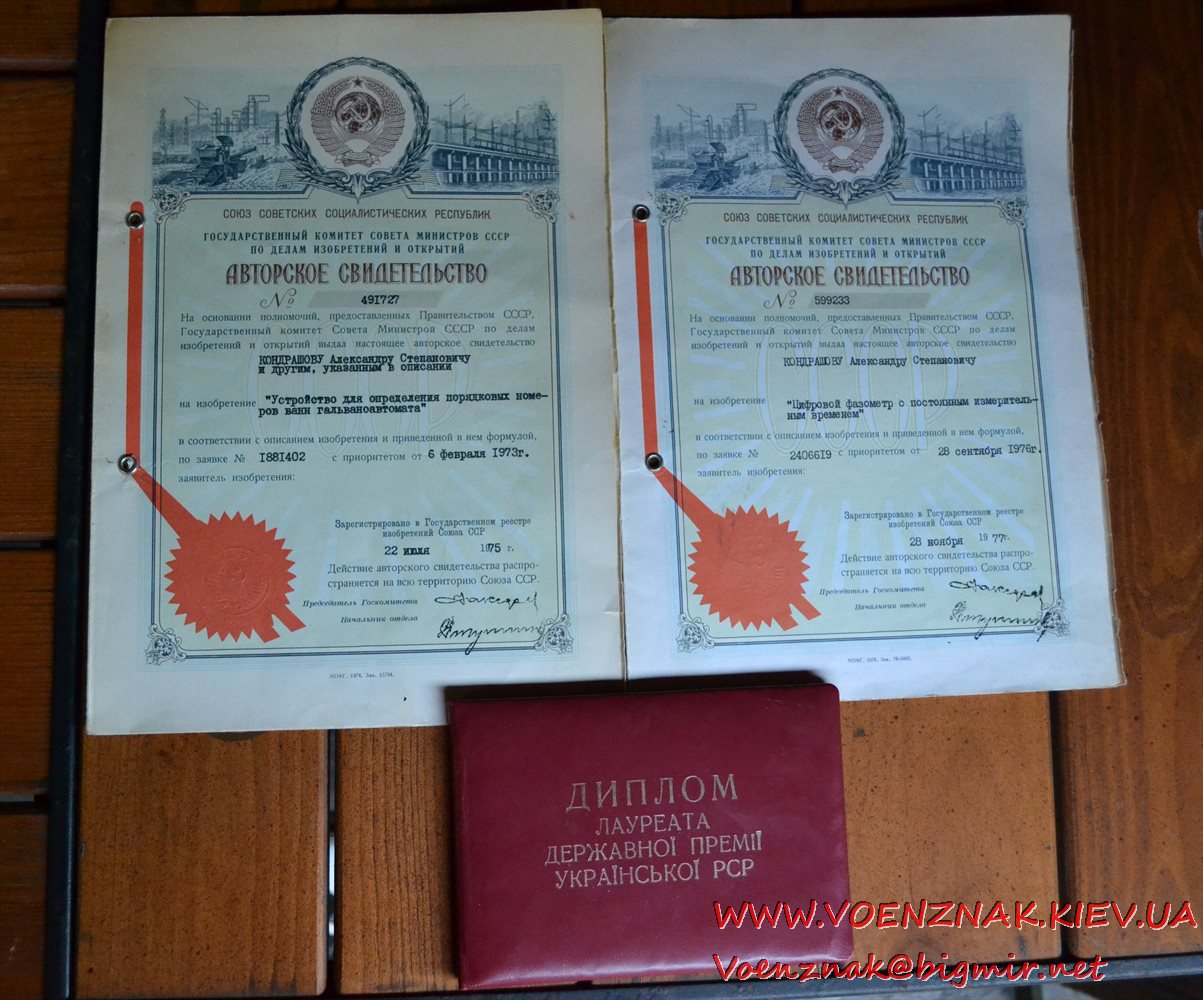 СОЮЗ СОВЕТСКИХ СОЦИАЛИСТИЧЕСКИХ РЕСПУБЛИК
ГОСУДАРСТВЕННЫЙ КОМИТЕТ СОВЕТА МИНИСТРОВ СССР
ПО ДЕЛАМ ИЗОБРЕТЕНИЙ И ОТКРЫТИЙ
АВТОРСКОЕ СВИДЕТЕЛЬСТВО
№ 491727
На основании полномочий, предоставленных Правительством СССР,
Государственный комитет Совета Министров СССР по делам
изобретений и открытий выдал настоящее авторское свидетельство
КОНДРАШОВУ Александру Степановичу
и другим, указанным в описании
на изобретение "Устройство для определения порядковых номе-
ров ванн гальваноавтомата"
в соответствии с описанием изобретения и приведенной в нем формулой,
по заявке № I88I402 с приоритетом от 6 февраля 1973г.
заявитель изобретения:
Зарегистрировано в Государственном реестре
изобретений Союза ССР
22 июля 1975 г.
Действие авторского свидетельства распро-
страняется на всю территорию Союза ССР.
Председатель Госкомитета
Начальник отдела
МПФГ. 1974. Зак. 13794.
СОЮЗ СОВЕТСКИХ СОЦИАЛИСТИЧЕСКИХ РЕСПУБЛИК
ГОСУДАРСТВЕННЫЙ КОМИТЕТ СОВЕТА МИНИСТРОВ СССР
ПО ДЕЛАМ ИЗОБРЕТЕНИЙ И ОТКРЫТИЙ
АВТОРСКОЕ СВИДЕТЕЛЬСТВО
№ 599233
На основании полномочий, предоставленных Правительством СССР,
Государственный комитет Совета Министров СССР по делам
изобретений и открытий выдал настоящее авторское свидетельство
КОНДРАШОВУ Александру Степановичу
на изобретение "Цифровой фазометр с постоянным измеритель-
ным временем"
в соответствии с описанием изобретения и приведенной в нем формулой,
по заявке № 24066I9 с приоритетом от 28 сентября 1976г.
заявитель изобретения:
Зарегистрировано в Государственном реестре
изобретений Союза ССР
28 ноября 1977г.
Действие авторского свидетельства распро-
страняется на всю территорию Союза ССР.
Председатель Госкомитета
Начальник отдела
ДИПЛОМ
ЛАУРЕАТА
ДЕРЖАВНОЇ ПРЕМІЇ
УКРАЇНСЬКОЇ РСР
WWW.VOENZNAK.KIEV.UA
Voenznak@bigmir.net